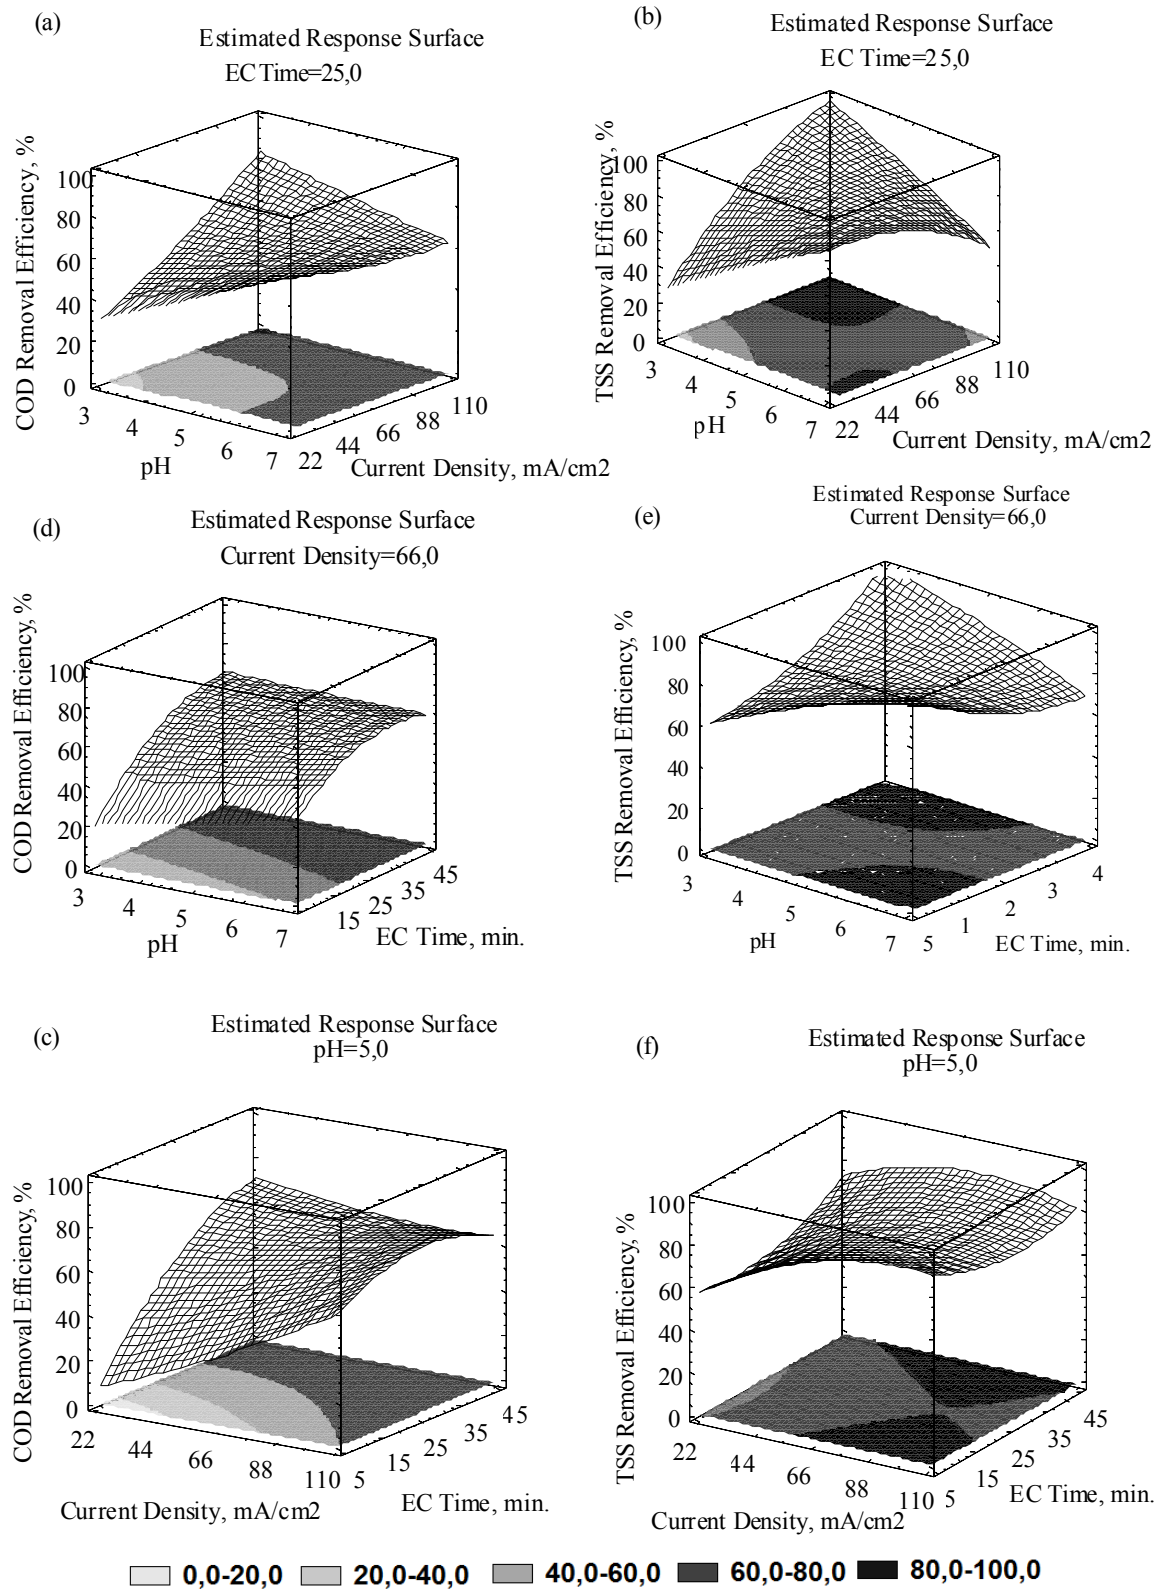 (a)
Estimated Response Surface
EC Time=25,0
COD Removal Efficiency, %
100
80
60
40
20
0
3
4
5
6
7
pH
22
44
66
88
110
Current Density, mA/cm2
(b)
Estimated Response Surface
EC Time=25,0
TSS Removal Efficiency, %
100
80
60
40
20
0
3
4
5
6
7
pH
22
44
66
88
110
Current Density, mA/cm2
(d)
Estimated Response Surface
Current Density=66,0
COD Removal Efficiency, %
100
80
60
40
20
0
3
4
5
6
7
pH
15
25
35
45
EC Time, min.
(e)
Estimated Response Surface
Current Density=66,0
TSS Removal Efficiency, %
100
80
60
40
20
0
3
4
5
6
7
pH
5
1
2
3
4
EC Time, min.
(c)
Estimated Response Surface
pH=5,0
COD Removal Efficiency, %
100
80
60
40
20
0
22
44
66
88
110
Current Density, mA/cm2
5
15
25
35
45
EC Time, min.
(f)
Estimated Response Surface
pH=5,0
TSS Removal Efficiency, %
100
80
60
40
20
0
22
44
66
88
110
Current Density, mA/cm2
5
15
25
35
45
EC Time, min.
0,0-20,0 20,0-40,0 40,0-60,0 60,0-80,0 80,0-100,0